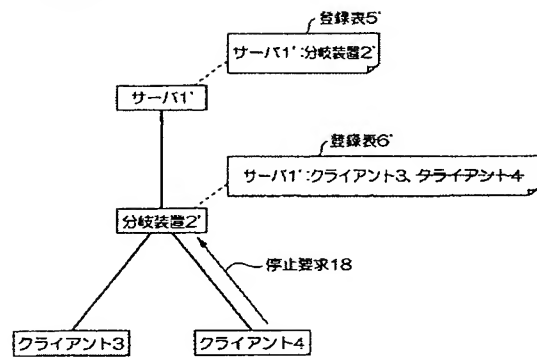 登録表5'
サーバ1':分岐装置2'
サーバ1'
登録表6'
サーバ1':クライアント3、クライアント4
分岐装置2'
停止要求18
クライアント3
クライアント4